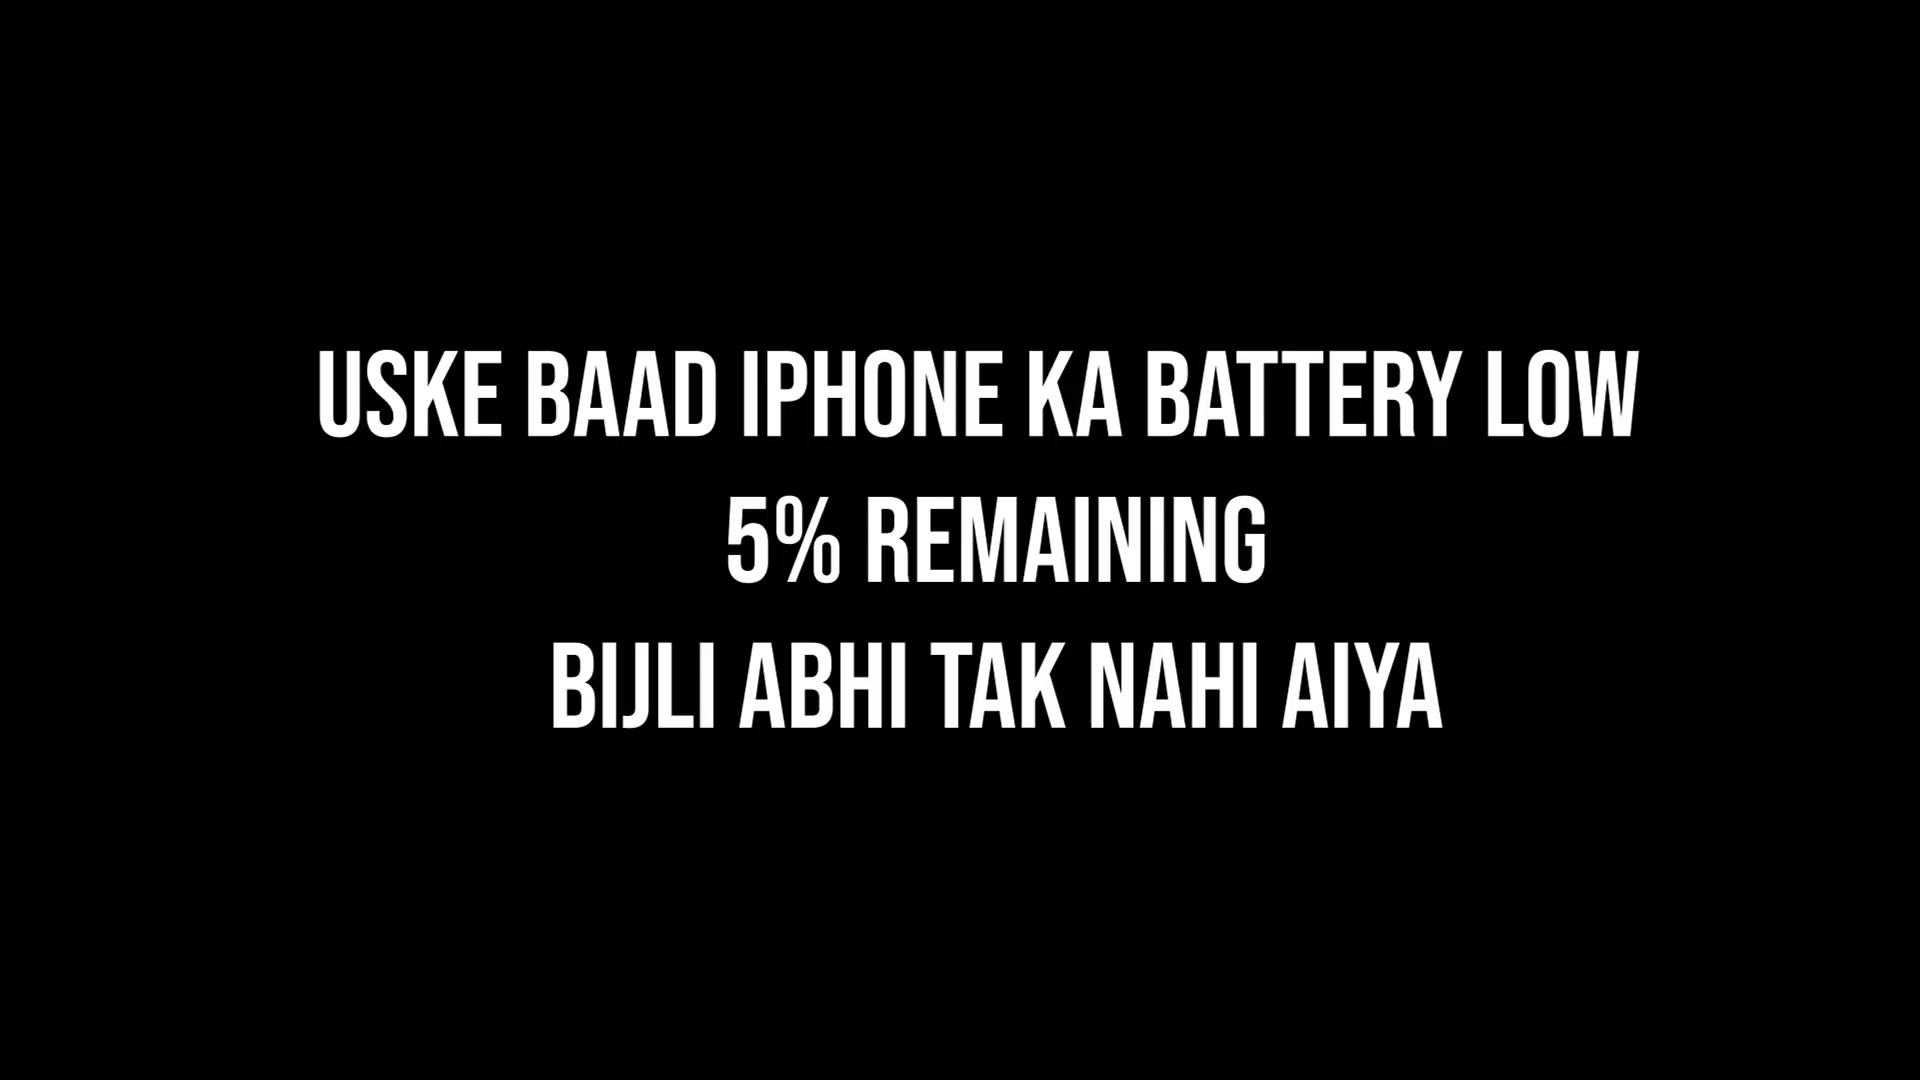 USKE BAAD IPHONE KA BATTERY LOW
5% REMAINING
BIJLI ABHI TAK NAHI AIYA